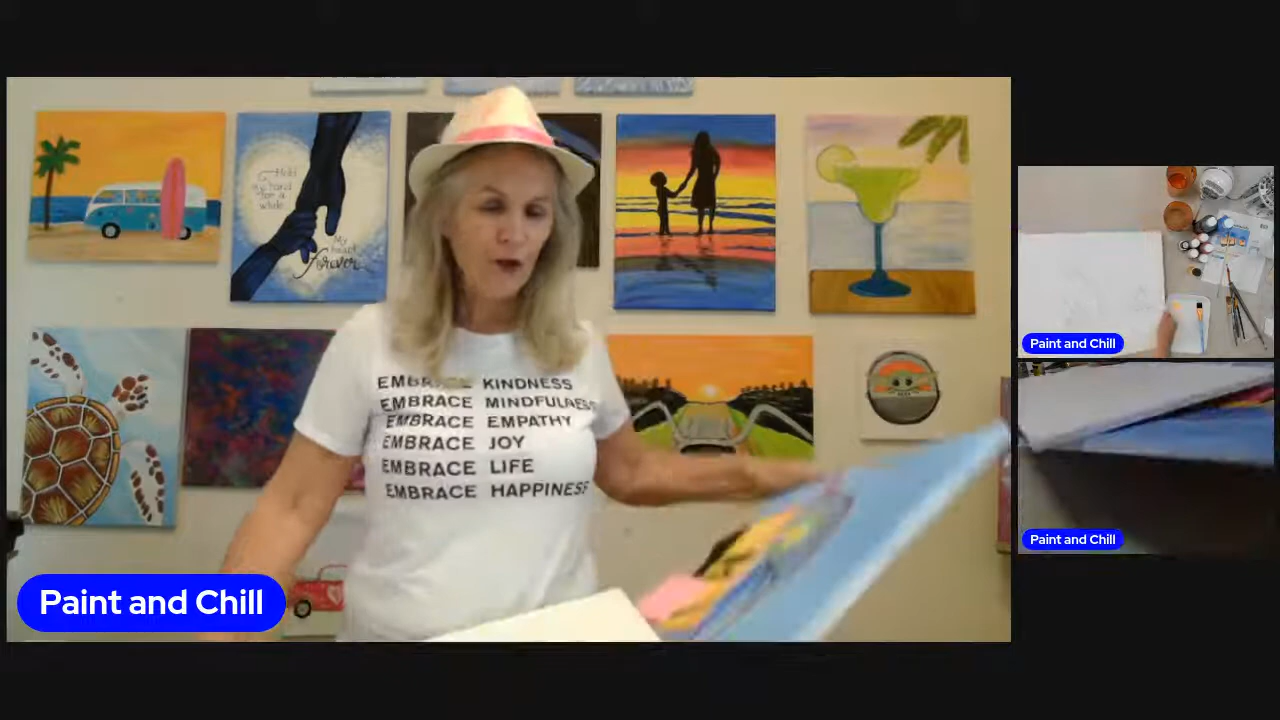 Hold
my hand
for a
while
My
heart
forever
EMBRACE KINDNESS
EMBRACE MINDFULNESS
EMBRACE EMPATHY
EMBRACE JOY
EMBRACE LIFE
EMBRACE HAPPINESS
Paint and Chill
Paint and Chill
Paint and Chill